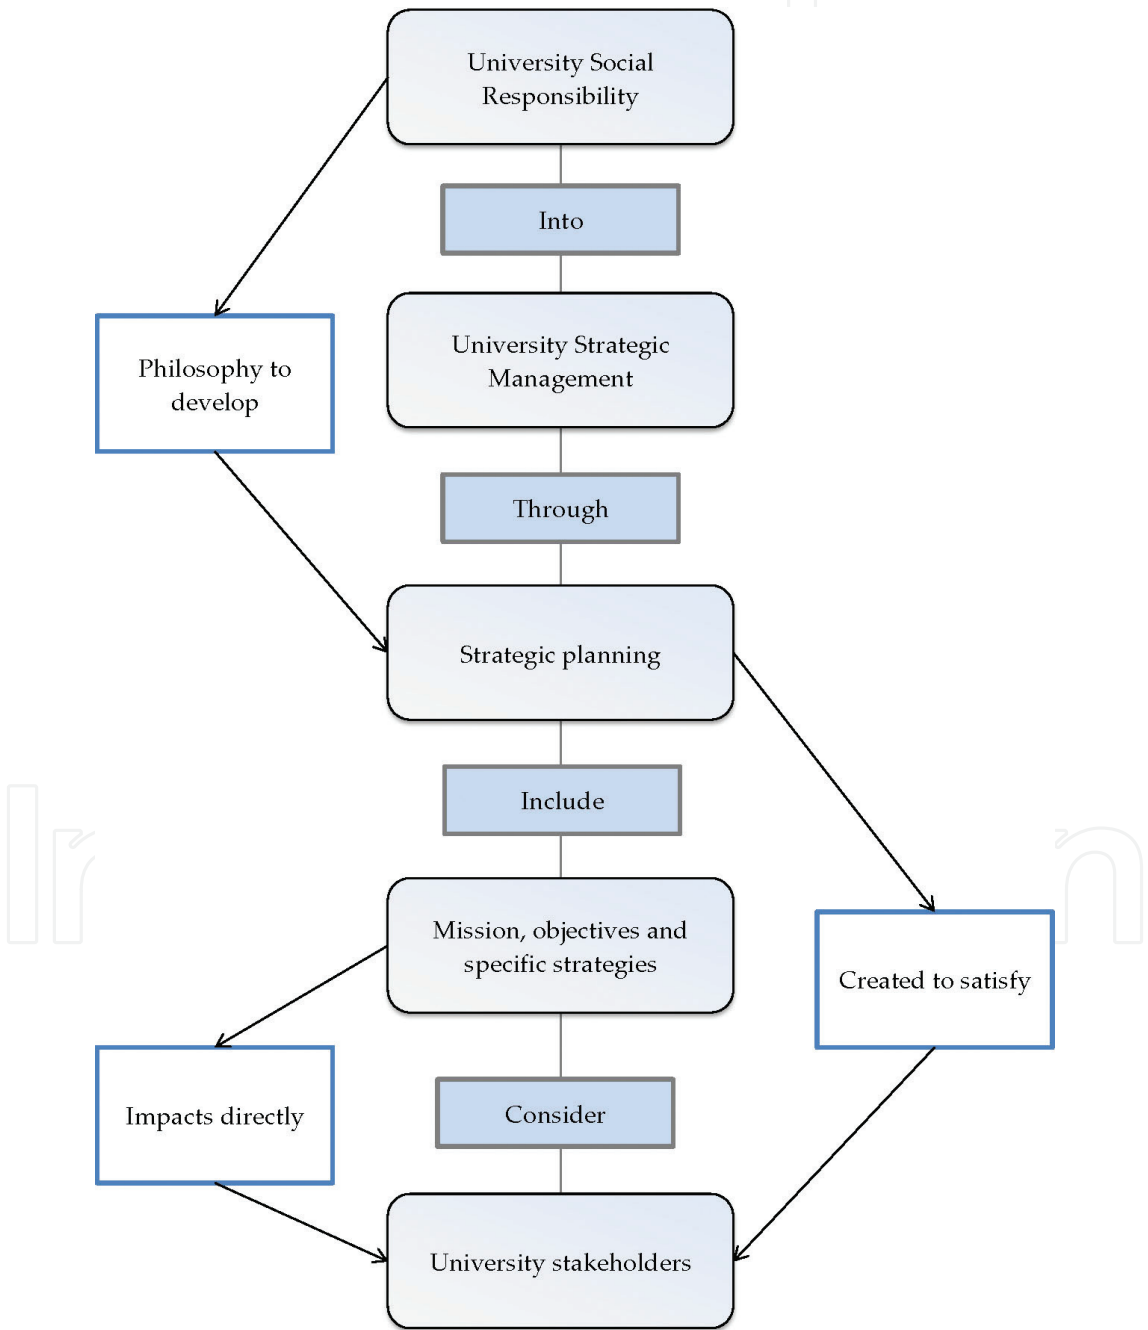 University Social
Responsibility
Into
University Strategic
Management
Philosophy to
develop
Through
Strategic planning
Include
Mission, objectives and
specific strategies
Created to satisfy
Impacts directly
Consider
University stakeholders